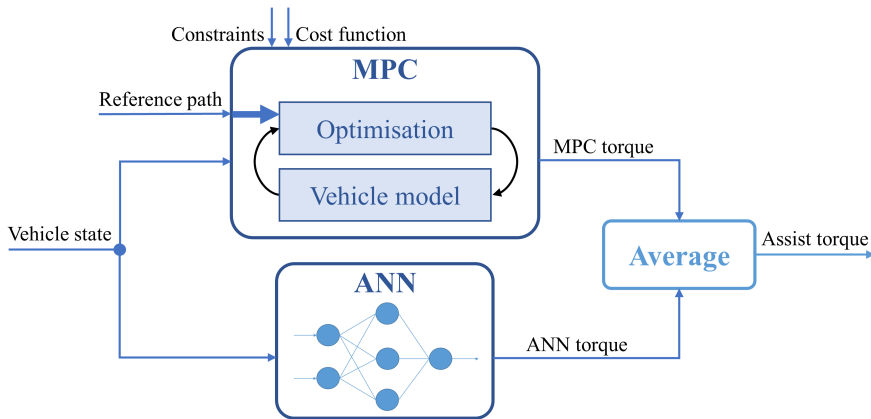 Constraints
Cost function
MPC
Reference path
Optimisation
MPC torque
Vehicle model
Vehicle state
Average
Assist torque
ANN
ANN torque